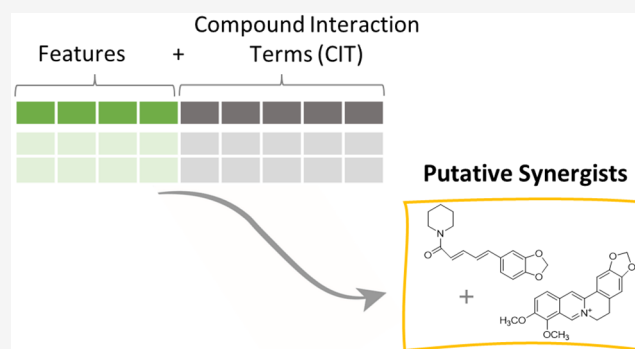 Compound Interaction
Features + Terms (CIT)
Putative Synergists
N
O
O
O
+
O
O
N+
H₃CO
OCH₃